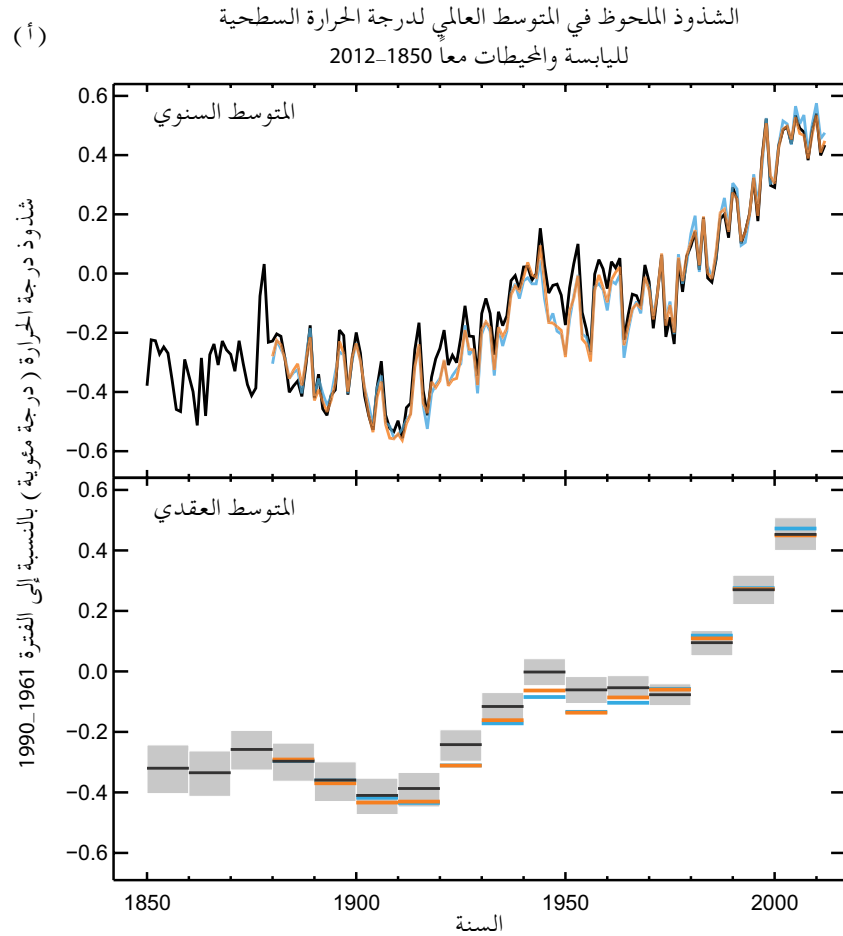 (أ)
الشذوذ الملحوظ في المتوسط العالمي لدرجة الحرارة السطحية
لليابسة والمحيطات معاً 1850–2012
المتوسط السنوي
0.6
0.4
0.2
0.0
−0.2
−0.4
−0.6
المتوسط العقدي
0.6
0.4
0.2
0.0
−0.2
−0.4
−0.6
شذوذ درجة الحرارة (درجة مئوية) بالنسبة إلى الفترة 1961–1990
1850 1900 1950 2000
السنة